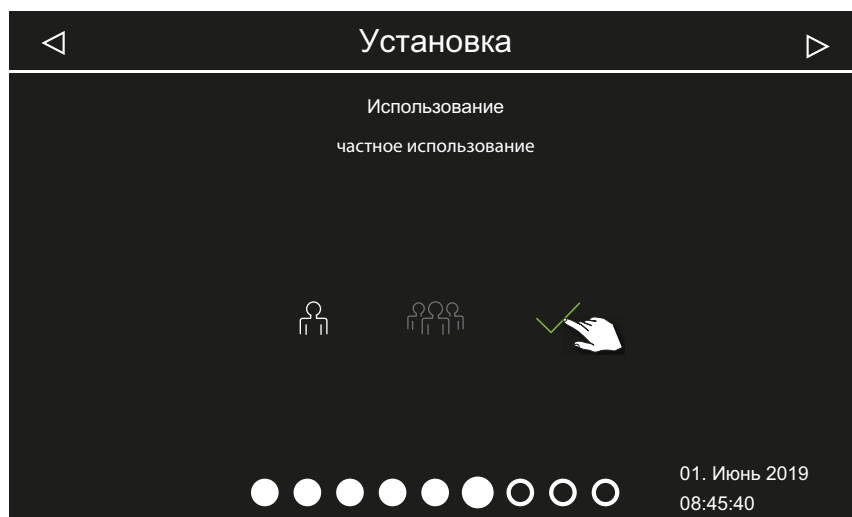 Установка
Использование
частное использование
01. Июнь 2019
08:45:40